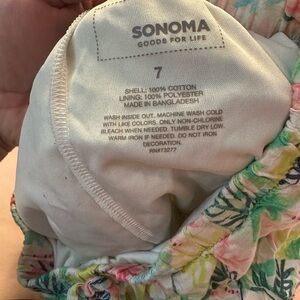 SONOMA
GOODS FOR LIFE
7
SHELL: 100% COTTON
LINING: 100% POLYESTER
MADE IN BANGLADESH
WASH INSIDE OUT. MACHINE WASH COLD
WITH LIKE COLORS. ONLY NON-CHLORINE
BLEACH WHEN NEEDED. TUMBLE DRY LOW.
WARM IRON IF NEEDED. DO NOT IRON
DECORATION.
RN#73277